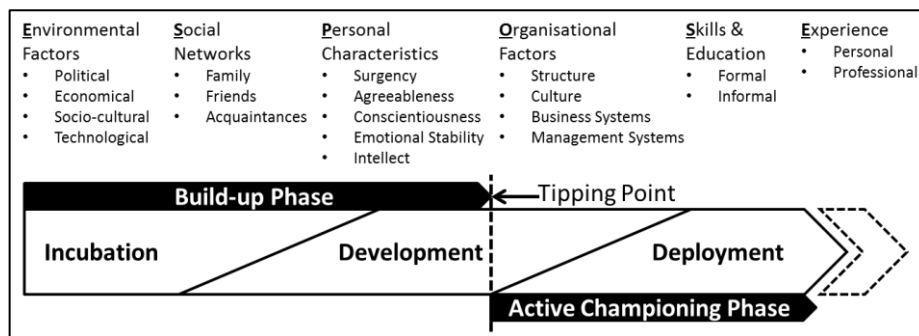 Environmental
Factors
• Political
• Economical
• Socio-cultural
• Technological
Social
Networks
• Family
• Friends
• Acquaintances
Personal
Characteristics
• Surgency
• Agreeableness
• Conscientiousness
• Emotional Stability
• Intellect
Organisational
Factors
• Structure
• Culture
• Business Systems
• Management Systems
Skills &
Education
• Formal
• Informal
Experience
• Personal
• Professional
Build-up Phase
Tipping Point
Incubation
Development
Deployment
Active Championing Phase